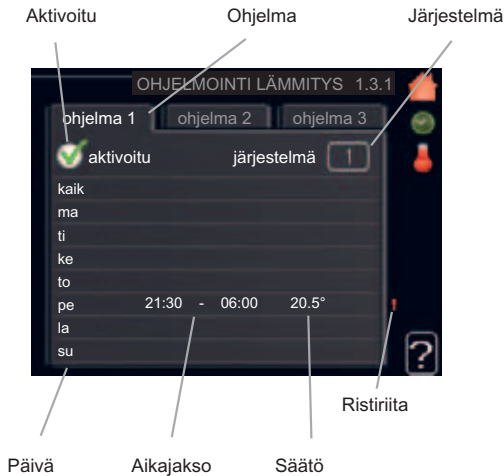 Aktivoitu Ohjelma Järjestelmä
OHJELMOINTI LÄMMITYS 1.3.1
ohjelma 1 ohjelma 2 ohjelma 3
aktivoitu järjestelmä 1
kaik
ma
ti
ke
to
pe 21:30 - 06:00 20.5° !
la
su
?
Ristiriita
Päivä Aikajakso Säätö